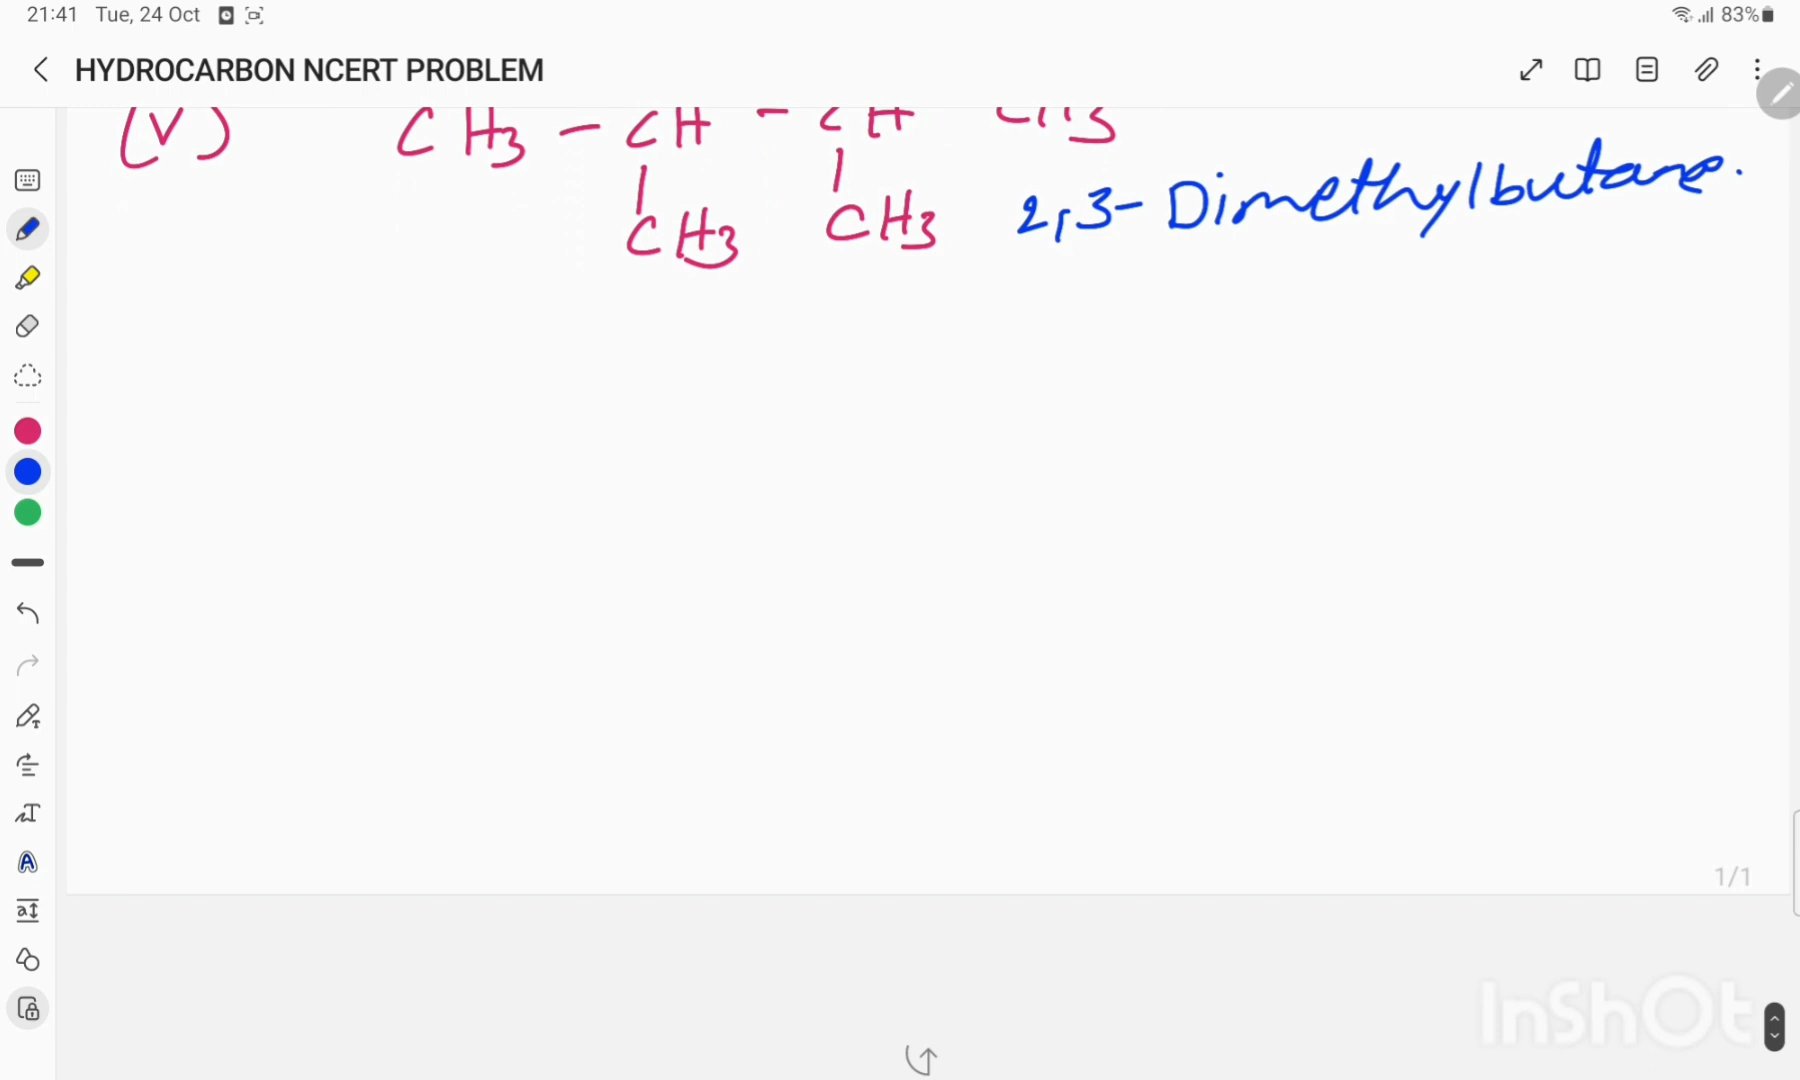 21:41 Tue, 24 Oct 83%
HYDROCARBON NCERT PROBLEM
(V) CH3 - CH - CH CH3
CH3 CH3 2,3- Dimethylbutane.
1/1
InShOt